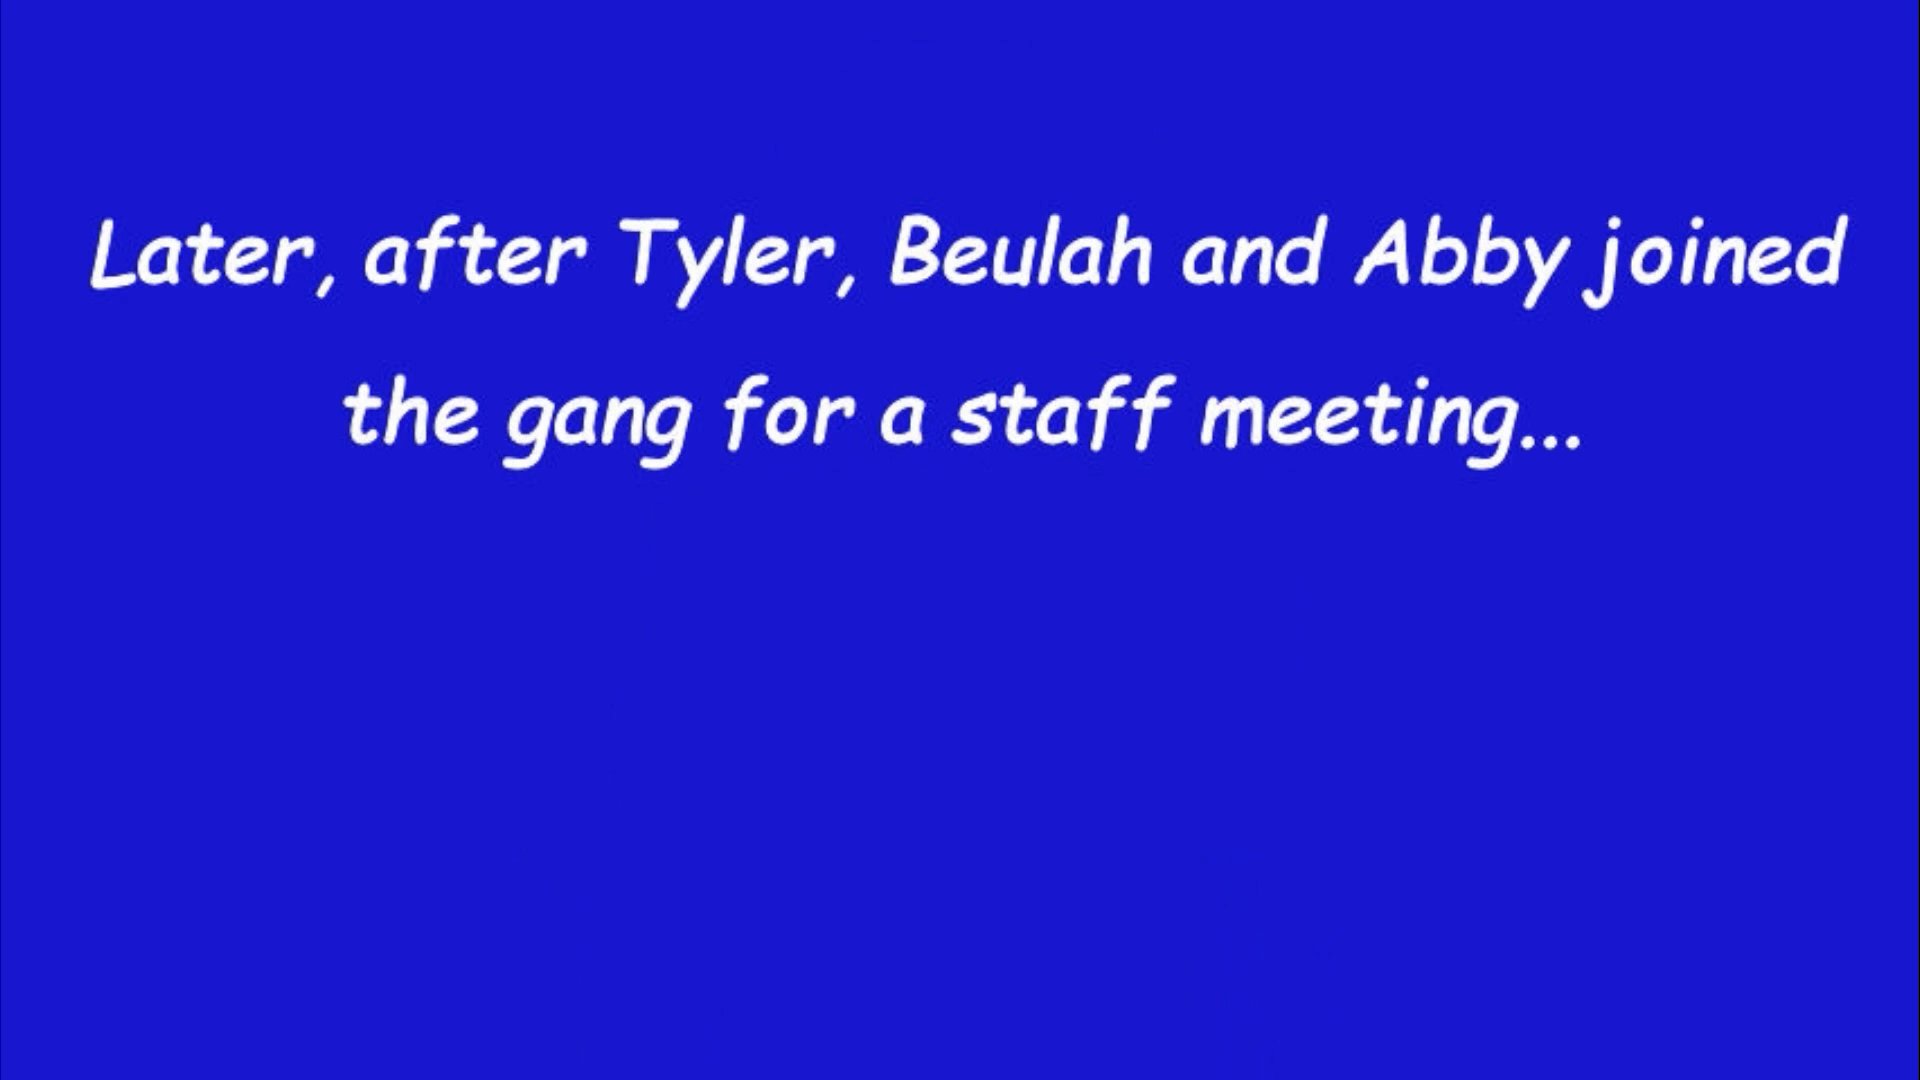 Later, after Tyler, Beulah and Abby joined
the gang for a staff meeting...